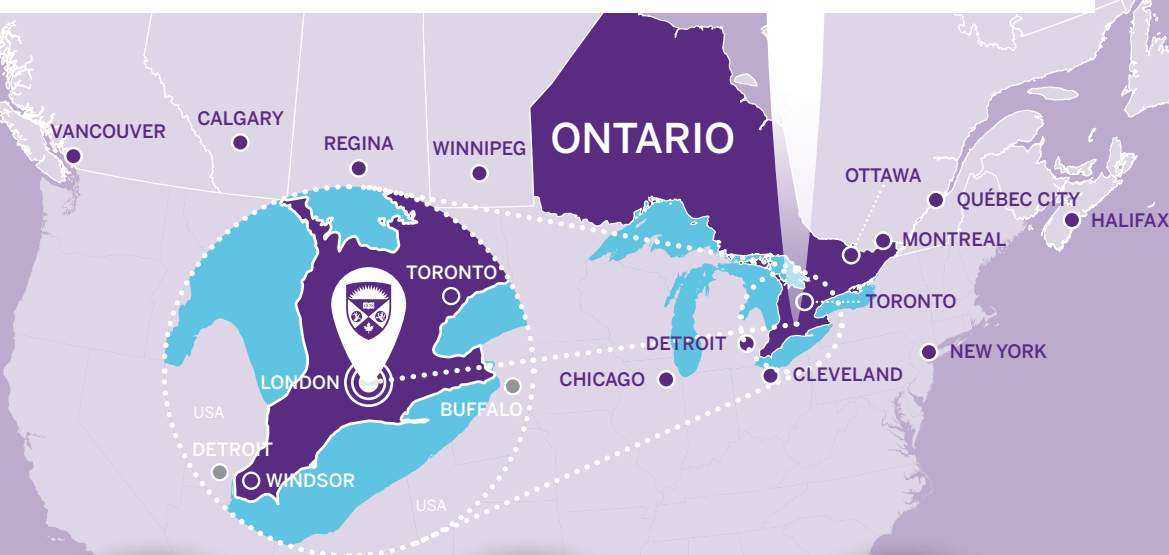 ONTARIO
CALGARY
VANCOUVER
REGINA
WINNIPEG
OTTAWA
QUÉBEC CITY
HALIFAX
MONTREAL
TORONTO
TORONTO
DETROIT
NEW YORK
CHICAGO
CLEVELAND
LONDON
USA
BUFFALO
DETROIT
WINDSOR
USA